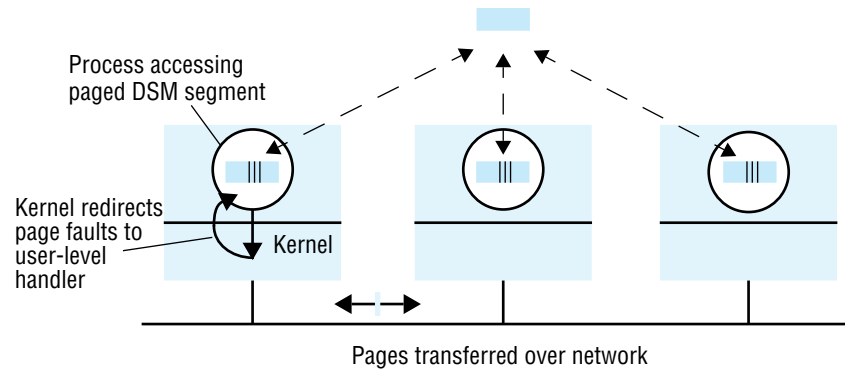 Process accessing
paged DSM segment
Kernel redirects
page faults to
user-level
handler
Kernel
Pages transferred over network